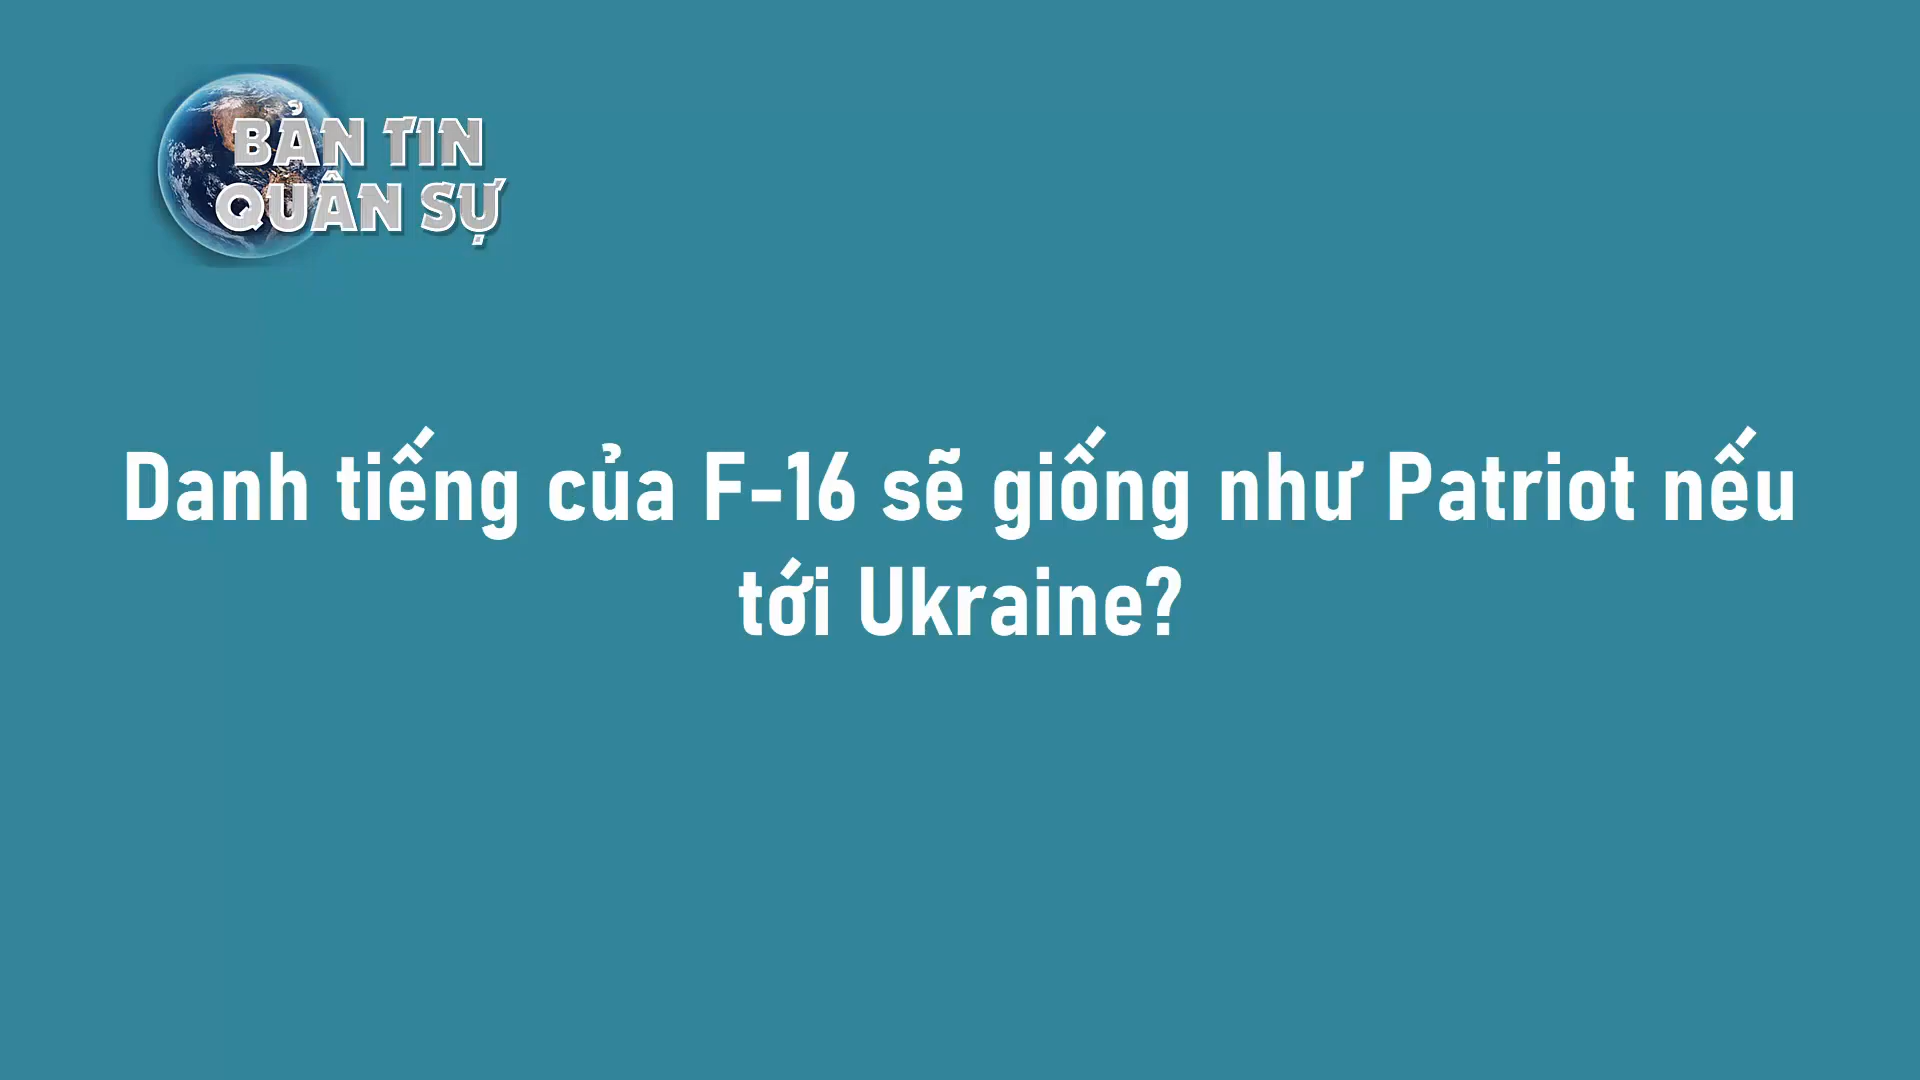 BẢN TIN
QUÂN SỰ
Danh tiếng của F-16 sẽ giống như Patriot nếu
tới Ukraine?